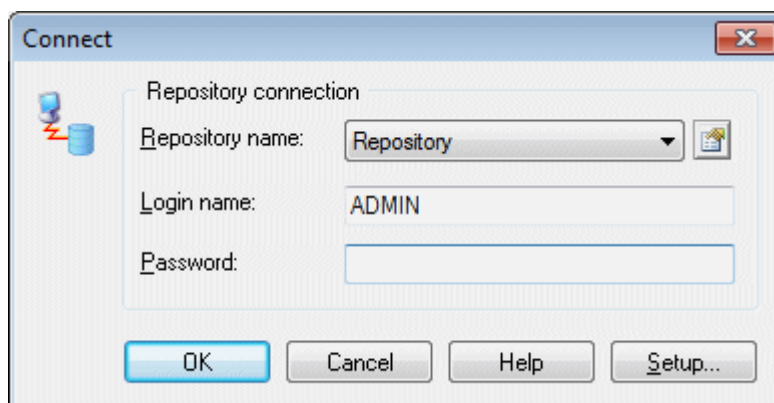 Connect
Repository connection
Repository name: Repository
Login name: ADMIN
Password:
OK Cancel Help Setup...